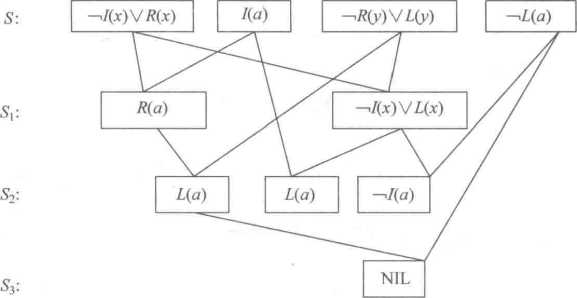 S: ¬I(x)∨R(x) I(a) ¬R(y)∨L(y) ¬L(a)
S₁: R(a) ¬I(x)∨L(x)
S₂: L(a) L(a) ¬I(a)
S₃: NIL